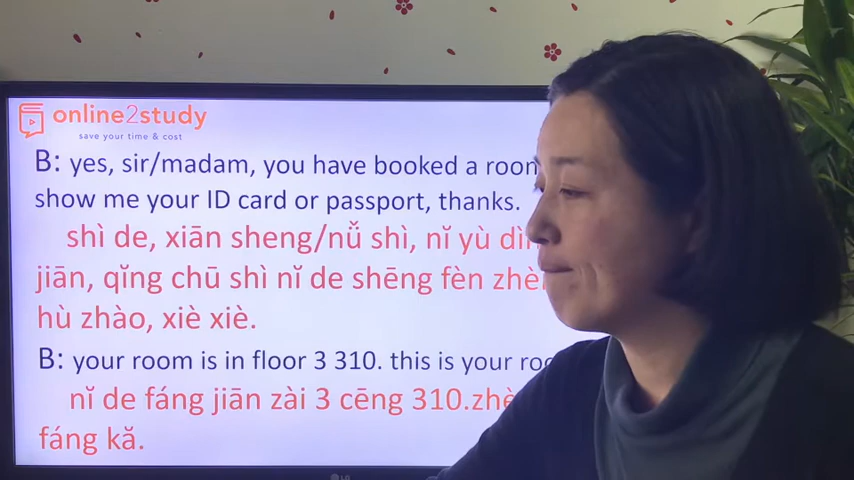 online2study
save your time & cost
B: yes, sir/madam, you have booked a room
show me your ID card or passport, thanks.
shì de, xiān sheng/nǚ shì, nǐ yù
jiān, qǐng chū shì nǐ de shēng fèn
hù zhào, xiè xiè.
B: your room is in floor 3 310. this is your
nǐ de fáng jiān zài 3 cēng 310.zhè
fáng kǎ.
LG